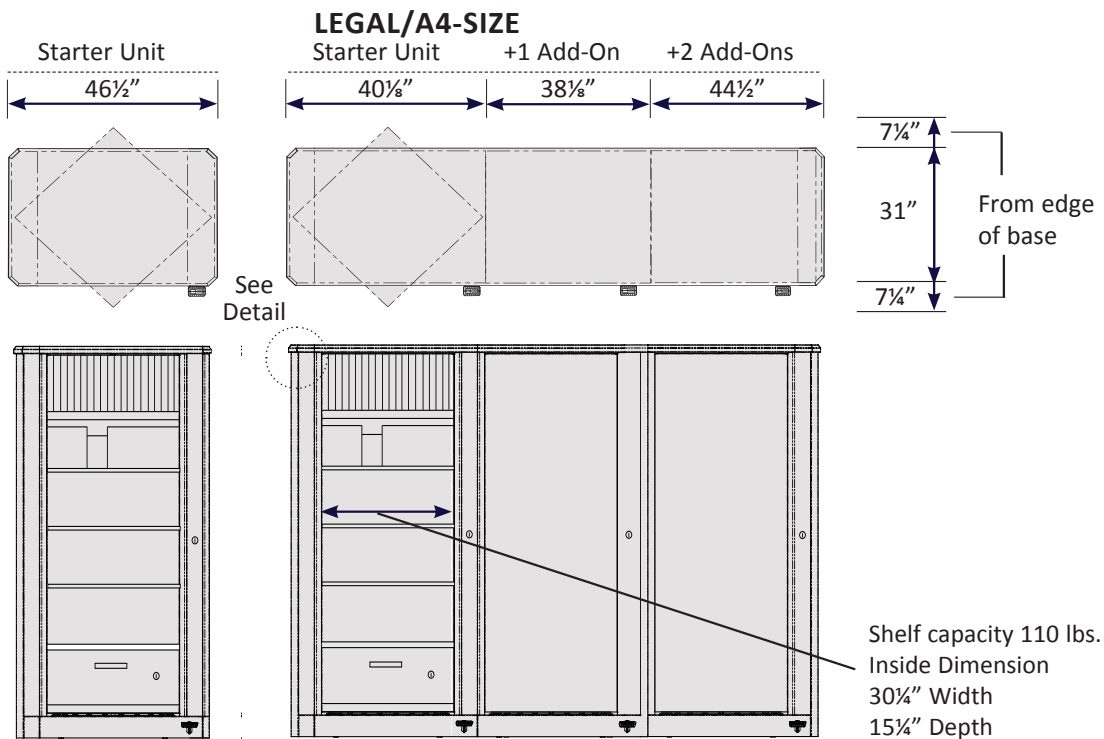 LEGAL/A4-SIZE
Starter Unit
Starter Unit
+1 Add-On
+2 Add-Ons
46½”
40⅛”
38⅛”
44½”
7¼”
31”
From edge
of base
7¼”
See
Detail
Shelf capacity 110 lbs.
Inside Dimension
30¼” Width
15¼” Depth